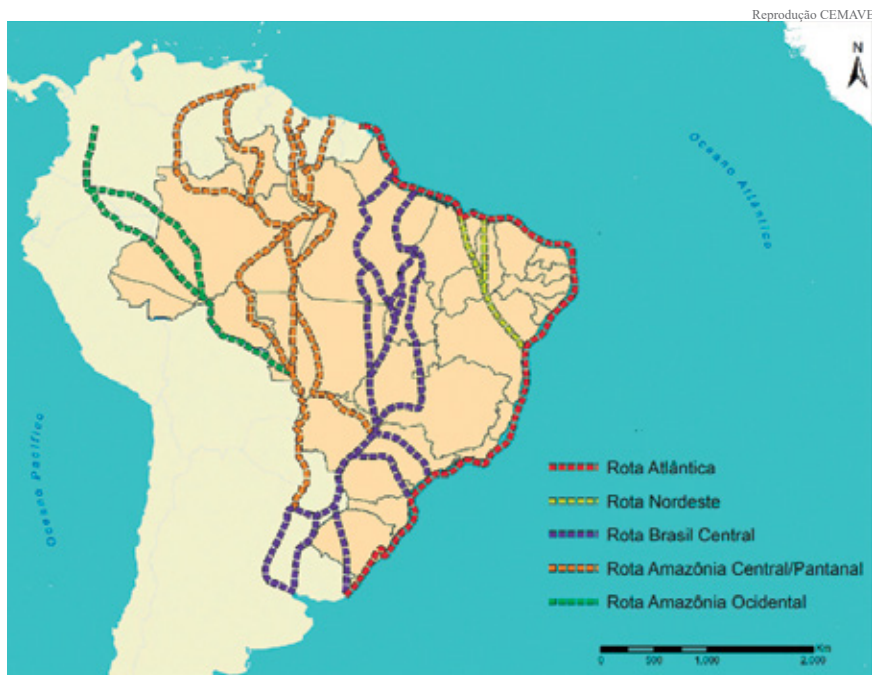 Reprodução CEMAVE
N
Oceano Atlântico
Oceano Pacífico
Rota Atlântica
Rota Nordeste
Rota Brasil Central
Rota Amazônia Central/Pantanal
Rota Amazônia Ocidental
Km
0 500 1.000 2.000